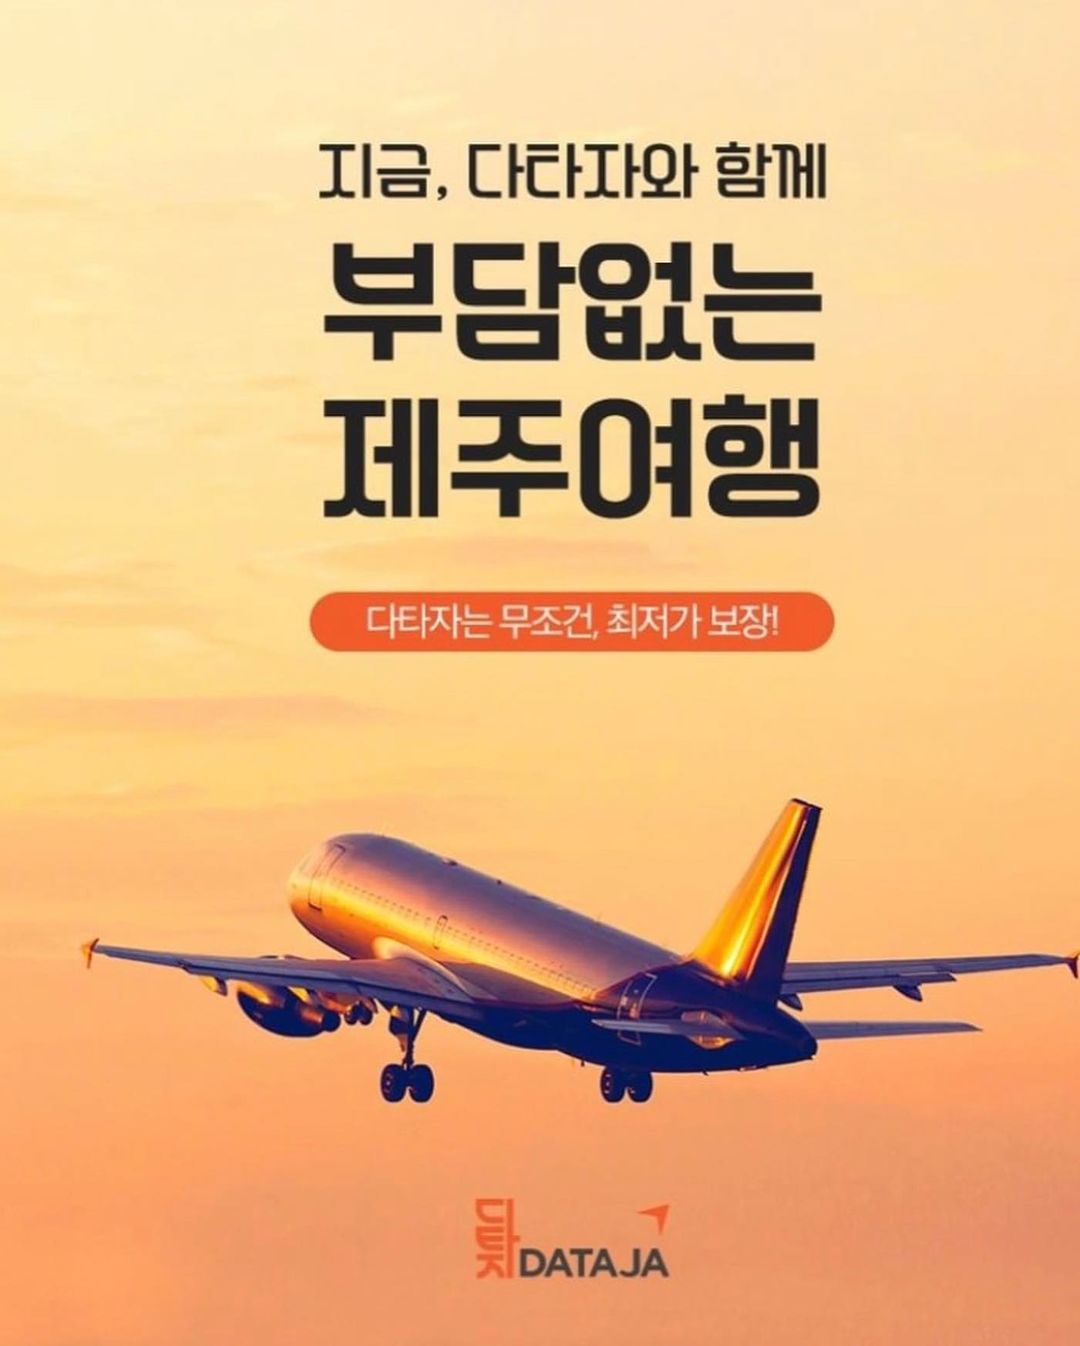 지금, 다타자와 함께
부담없는
제주여행
다타자는 무조건, 최저가 보장!
다타자
DATAJA